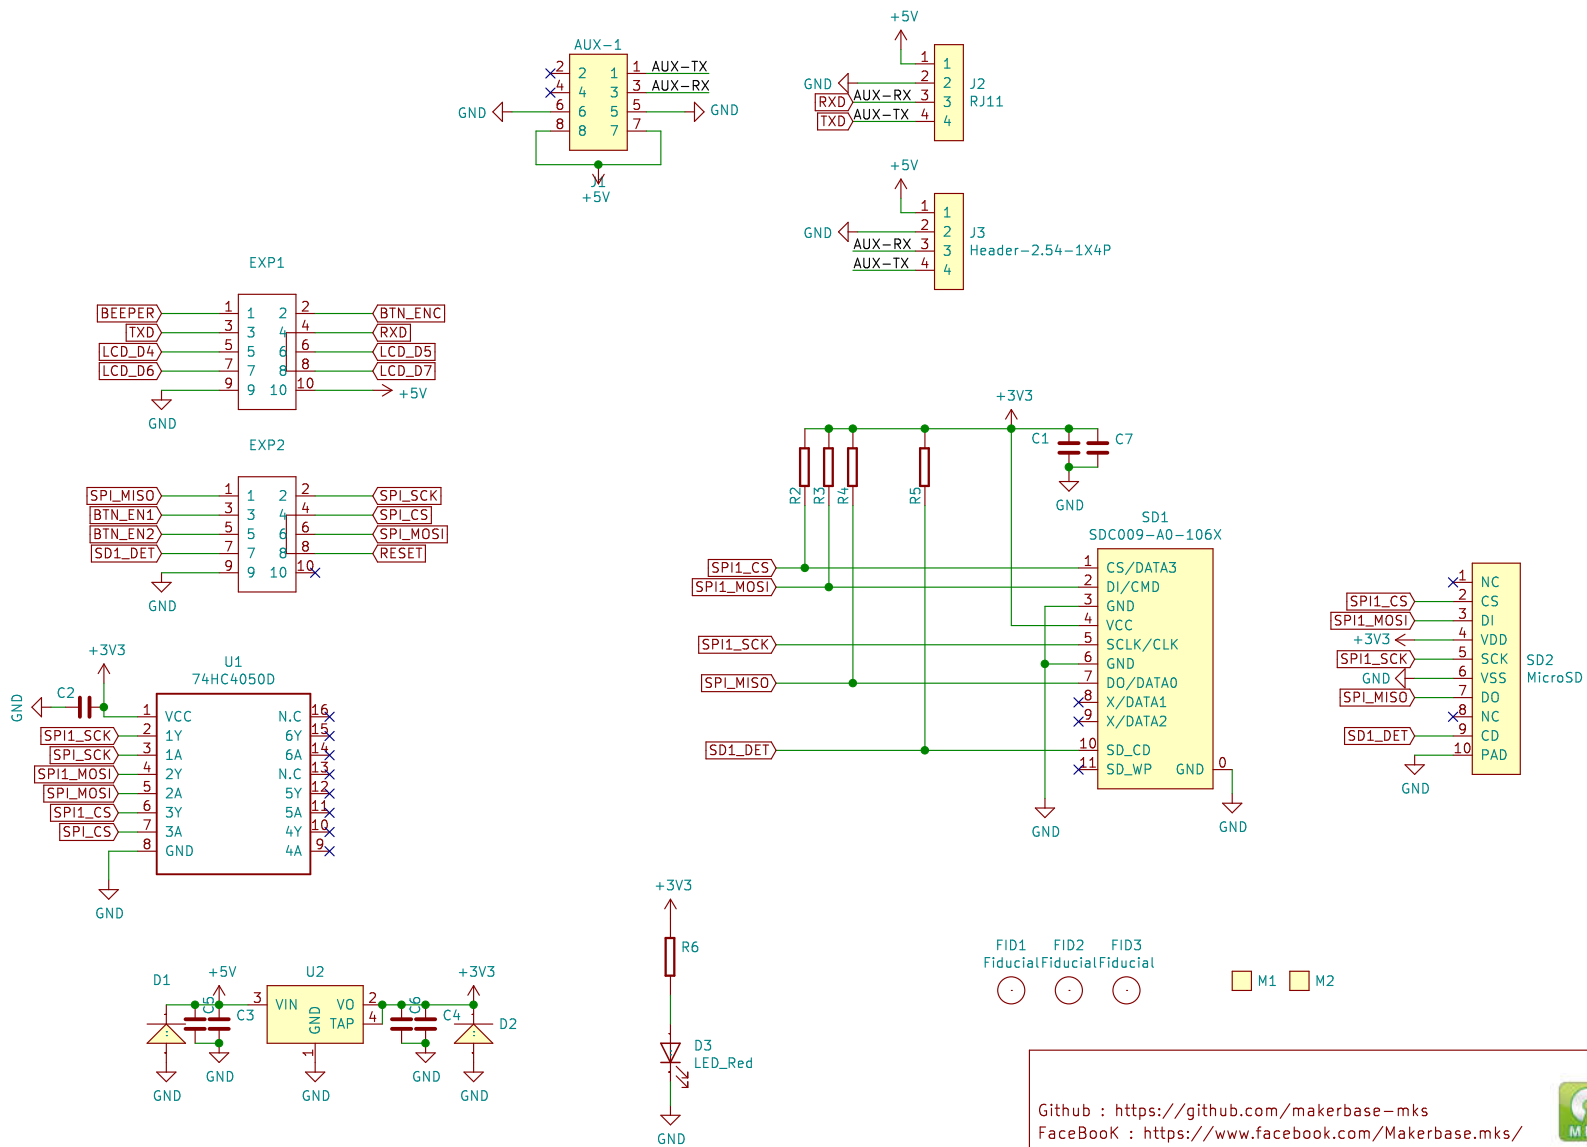 AUX-1
2 2 1 1 AUX-TX
4 4 3 3 AUX-RX
GND 6 6 5 5 GND
8 8 7 7
J1
+5V
+5V
1 1
GND 2 2
RXD AUX-RX 3 3
TXD AUX-TX 4 4
J2
RJ11
+5V
1 1
GND 2 2
AUX-RX 3 3
AUX-TX 4 4
J3
Header-2.54-1X4P
EXP1
BEEPER 1 1 2 2 BTN_ENC
TXD 3 3 4 4 RXD
LCD_D4 5 5 6 6 LCD_D5
LCD_D6 7 7 8 8 LCD_D7
9 9 10 10 +5V
GND
EXP2
SPI_MISO 1 1 2 2 SPI_SCK
BTN_EN1 3 3 4 4 SPI_CS
BTN_EN2 5 5 6 6 SPI_MOSI
SD1_DET 7 7 8 8 RESET
9 9 10 10
GND
+3V3
C1 C7
GND
R2 R3 R4 R5
SD1
SDC009-A0-106X
SPI1_CS 1 CS/DATA3
SPI1_MOSI 2 DI/CMD
3 GND
4 VCC
SPI1_SCK 5 SCLK/CLK
6 GND
SPI_MISO 7 DO/DATA0
8 X/DATA1
9 X/DATA2
SD1_DET 10 SD_CD
11 SD_WP GND 0
GND
GND
1 NC
SPI1_CS 2 CS
SPI1_MOSI 3 DI
+3V3 4 VDD
SPI1_SCK 5 SCK
GND 6 VSS
SPI_MISO 7 DO
8 NC
SD1_DET 9 CD
10 PAD
GND
SD2
MicroSD
+3V3
GND C2
U1
74HC4050D
1 VCC N.C 16
SPI1_SCK 2 1Y 6Y 15
SPI_SCK 3 1A 6A 14
SPI1_MOSI 4 2Y N.C 13
SPI_MOSI 5 2A 5Y 12
SPI1_CS 6 3Y 5A 11
SPI_CS 7 3A 4Y 10
8 GND 4A 9
GND
D1 +5V U2 +3V3
C5 C3 3 VIN VO 2 C6 C4 D2
GND TAP 4
1
GND GND GND GND GND
+3V3
R6
D3
LED_Red
GND
FID1 FID2 FID3
Fiducial Fiducial Fiducial
M1 M2
Github : https://github.com/makerbase-mks
FaceBooK : https://www.facebook.com/Makerbase.mks/